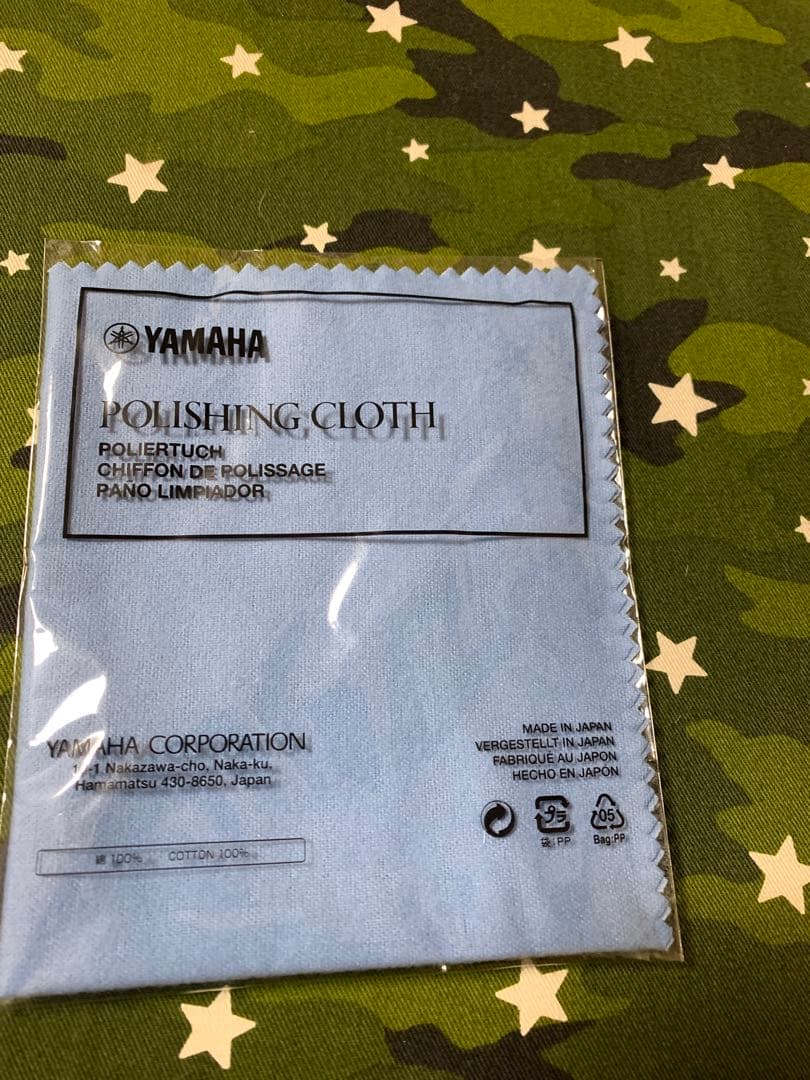 YAMAHA
POLISHING CLOTH
POLIERTUCH
CHIFFON DE POLISSAGE
PAÑO LIMPIADOR
YAMAHA CORPORATION
-1 Nakazawa-cho, Naka-ku,
Hamamatsu 430-8650, Japan
綿 100% COTTON 100%
MADE IN JAPAN
VERGESTELLT IN JAPAN
FABRIQUÉ AU JAPON
HECHO EN JAPÓN
プラ
袋:PP
05
Bag:PP